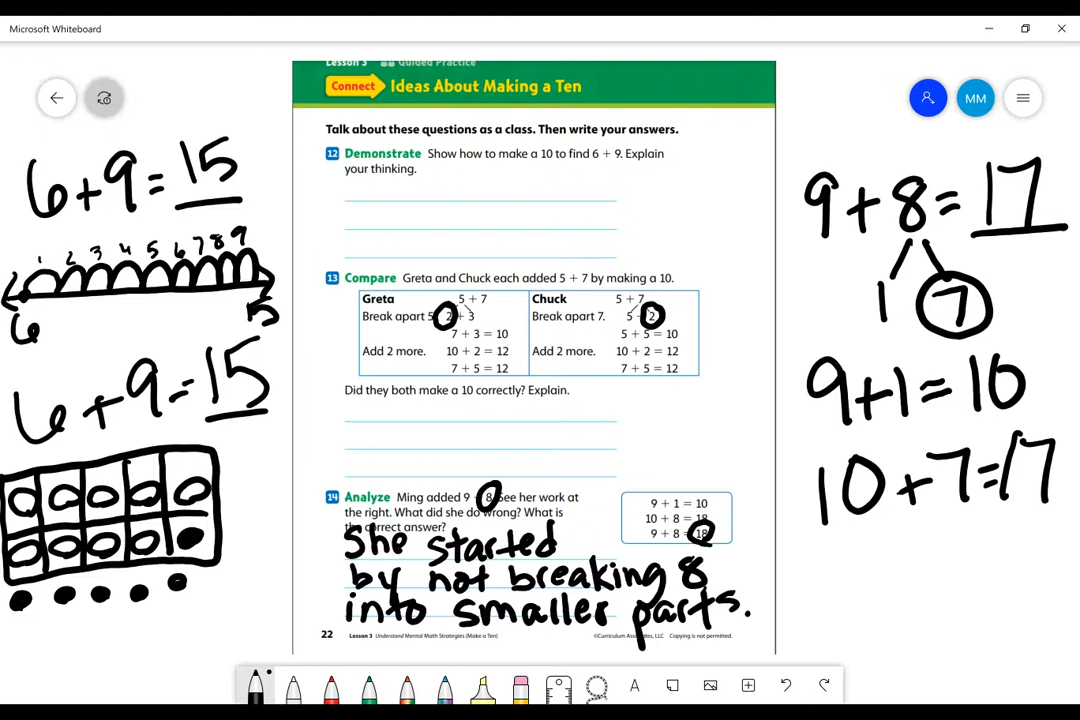 Microsoft Whiteboard
Lesson 3 Guided Practice
Connect Ideas About Making a Ten
MM
Talk about these questions as a class. Then write your answers.
12 Demonstrate Show how to make a 10 to find 6 + 9. Explain
your thinking.
13 Compare Greta and Chuck each added 5 + 7 by making a 10.
Greta 5 + 7
Break apart 5. 2 + 3
7 + 3 = 10
Add 2 more. 10 + 2 = 12
7 + 5 = 12
Chuck 5 + 7
Break apart 7. 5 + 2
5 + 5 = 10
Add 2 more. 10 + 2 = 12
7 + 5 = 12
Did they both make a 10 correctly? Explain.
14 Analyze Ming added 9 + 8. See her work at
the right. What did she do wrong? What is
the correct answer?
9 + 1 = 10
10 + 8 = 18
9 + 8 = 18
She started
by not breaking 8
into smaller parts.
22 Lesson 3 Understand Mental Math Strategies (Make a Ten)
©Curriculum Associates, LLC Copying is not permitted.
6+9=15
1 2 3 4 5 6 7 8 9
6 15
6+9=15
9+8=17
1 7
9+1=10
10+7=17
A